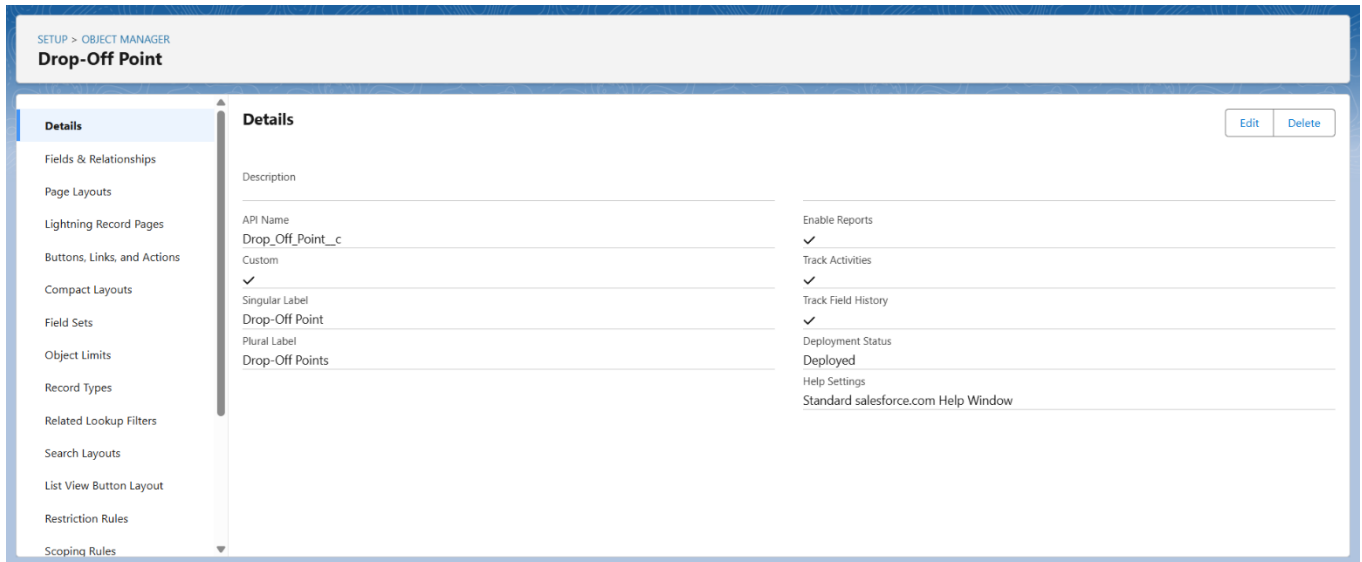 SETUP > OBJECT MANAGER
Drop-Off Point
Details
Fields & Relationships
Page Layouts
Lightning Record Pages
Buttons, Links, and Actions
Compact Layouts
Field Sets
Object Limits
Record Types
Related Lookup Filters
Search Layouts
List View Button Layout
Restriction Rules
Scoping Rules
Details
Edit
Delete
Description
API Name
Drop_Off_Point__c
Custom
Singular Label
Drop-Off Point
Plural Label
Drop-Off Points
Enable Reports
Track Activities
Track Field History
Deployment Status
Deployed
Help Settings
Standard salesforce.com Help Window